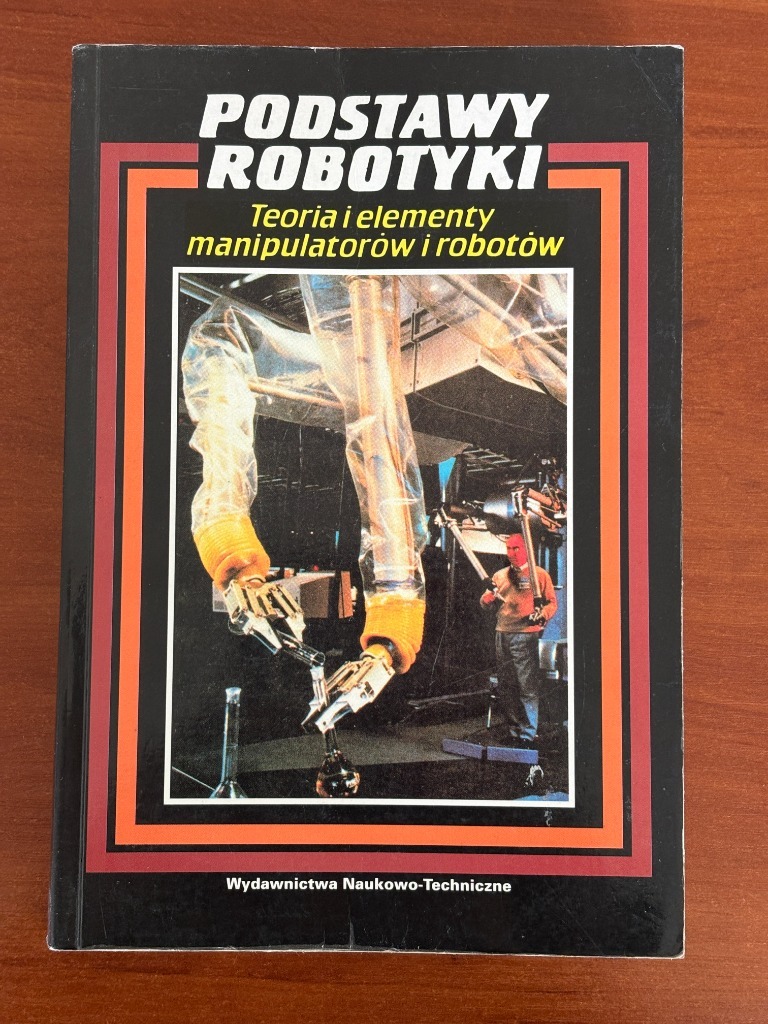 PODSTAWY
ROBOTYKI
Teoria i elementy
manipulatorów i robotów
Wydawnictwa Naukowo-Techniczne